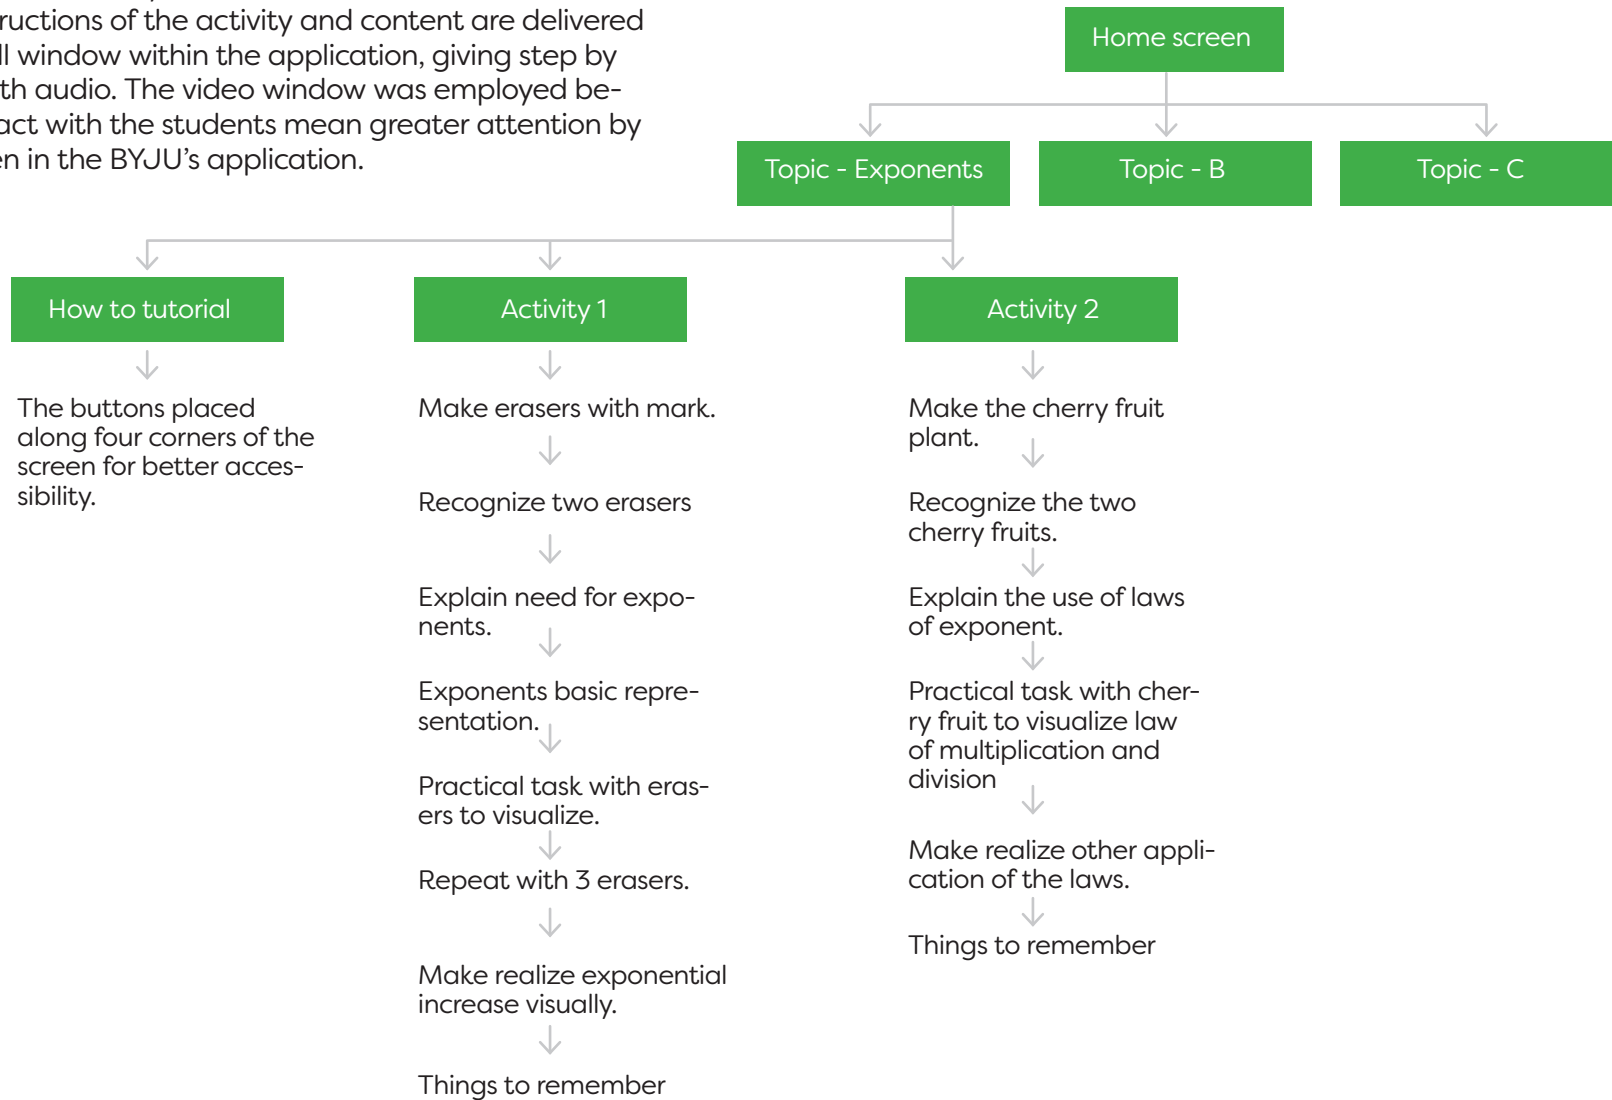 ructions of the activity and content are delivered
ll window within the application, giving step by
th audio. The video window was employed be-
act with the students mean greater attention by
en in the BYJU's application.
Home screen
Topic - Exponents
Topic - B
Topic - C
How to tutorial
Activity 1
Activity 2
The buttons placed
along four corners of the
screen for better acces-
sibility.
Make erasers with mark.
Recognize two erasers
Explain need for expo-
nents.
Exponents basic repre-
sentation.
Practical task with eras-
ers to visualize.
Repeat with 3 erasers.
Make realize exponential
increase visually.
Things to remember
Make the cherry fruit
plant.
Recognize the two
cherry fruits.
Explain the use of laws
of exponent.
Practical task with cher-
ry fruit to visualize law
of multiplication and
division
Make realize other appli-
cation of the laws.
Things to remember